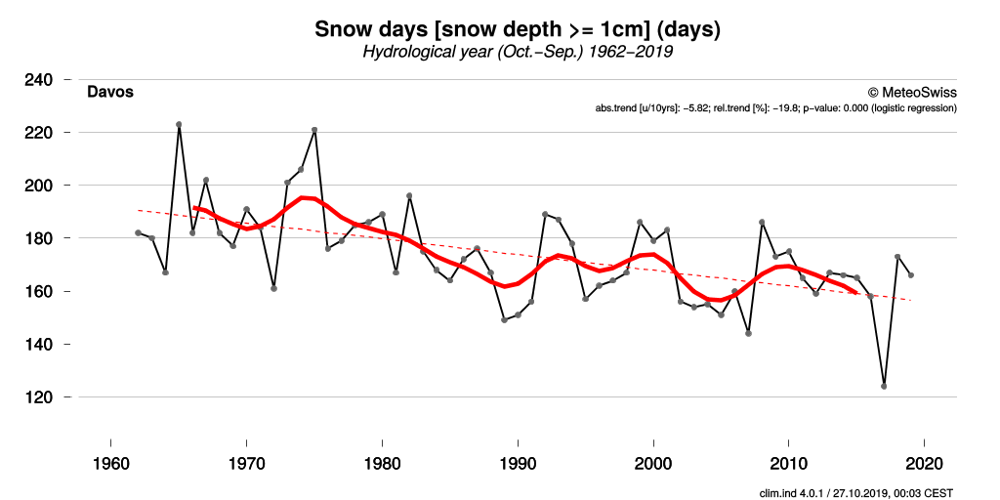 Snow days [snow depth >= 1cm] (days)
Hydrological year (Oct.−Sep.) 1962−2019
240
Davos
© MeteoSwiss
abs.trend [u/10yrs]: −5.82; rel.trend [%]: −19.8; p−value: 0.000 (logistic regression)
220
200
180
160
140
120
1960 1970 1980 1990 2000 2010 2020
clim.ind 4.0.1 / 27.10.2019, 00:03 CEST